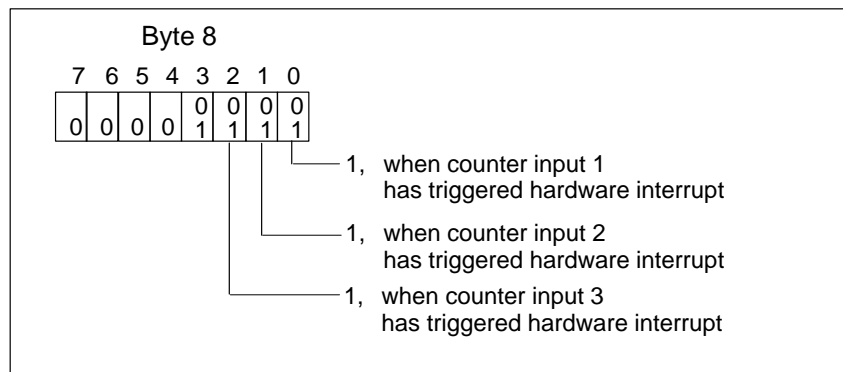 Byte 8
7 6 5 4 3 2 1 0
0 0 0 0
0 0 0 0 1 1 1 1
1, when counter input 1
has triggered hardware interrupt
1, when counter input 2
has triggered hardware interrupt
1, when counter input 3
has triggered hardware interrupt